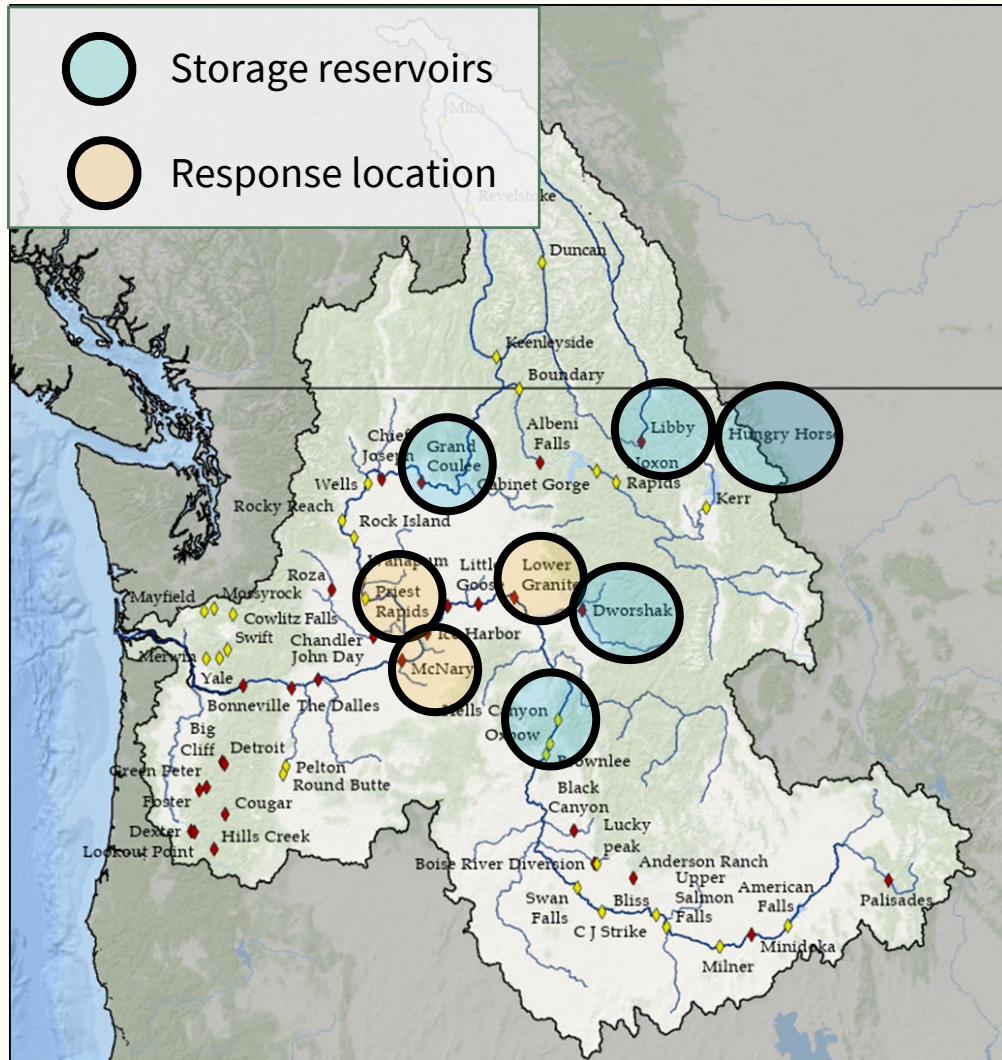 Storage reservoirs
Response location
Mica
Revelstoke
Duncan
Keenleyside
Boundary
Albeni
Falls
Libby
Hungry Horse
Chief
Joseph
Grand
Coulee
Noxon
Rapids
Cabinet Gorge
Kerr
Wells
Rocky Reach
Rock Island
Wanapum
Priest
Rapids
Roza
Little
Goose
Lower
Granite
Dworshak
Mayfield
Mossyrock
Cowlitz Falls
Swift
Merwin
Yale
Chandler
John Day
Ice Harbor
McNary
Bonneville
The Dalles
Hells Canyon
Oxbow
Brownlee
Big
Cliff
Detroit
Green Peter
Pelton
Round Butte
Foster
Cougar
Dexter
Hills Creek
Lookout Point
Black
Canyon
Lucky
peak
Boise River Diversion
Anderson Ranch
Swan
Falls
Bliss
Upper
Salmon
Falls
C J Strike
American
Falls
Palisades
Minidoka
Milner